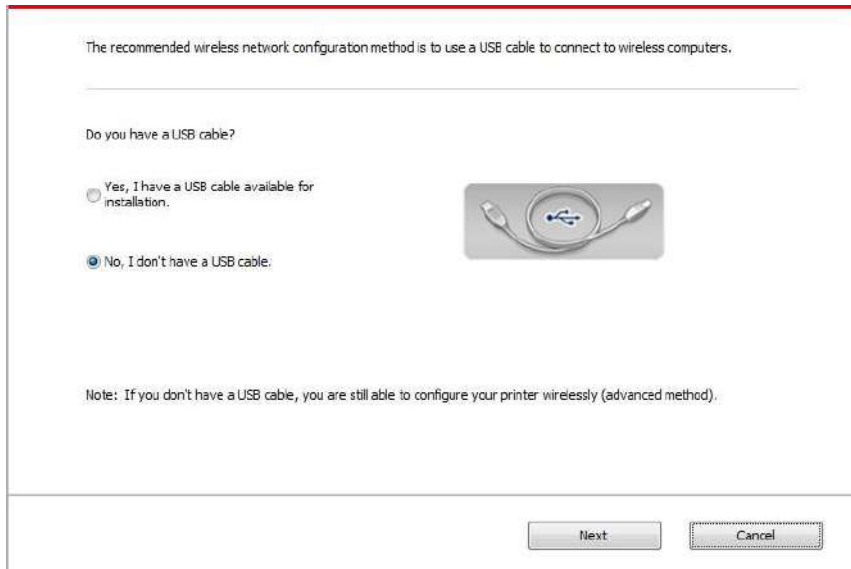 The recommended wireless network configuration method is to use a USB cable to connect to wireless computers.
Do you have a USB cable?
Yes, I have a USB cable available for
installation.
No, I don't have a USB cable.
Note: If you don't have a USB cable, you are still able to configure your printer wirelessly (advanced method).
Next
Cancel